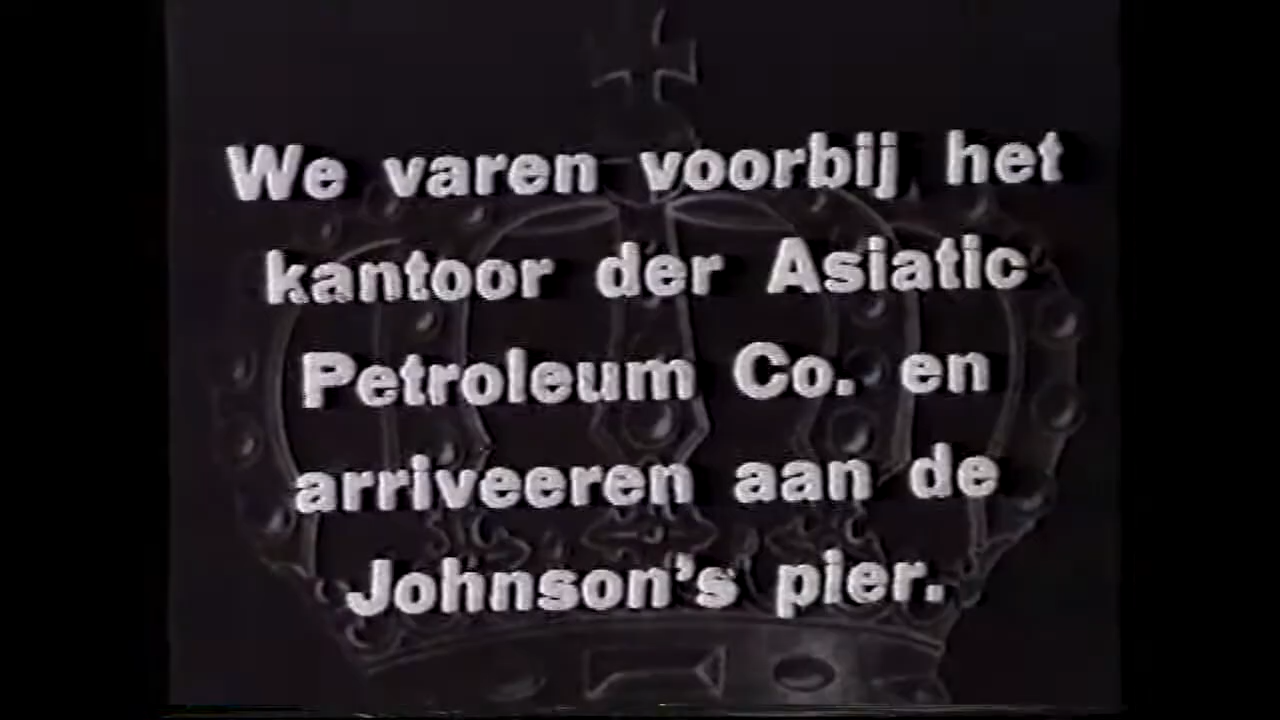 We varen voorbij het
kantoor der Asiatic
Petroleum Co. en
arriveeren aan de
Johnson's pier.